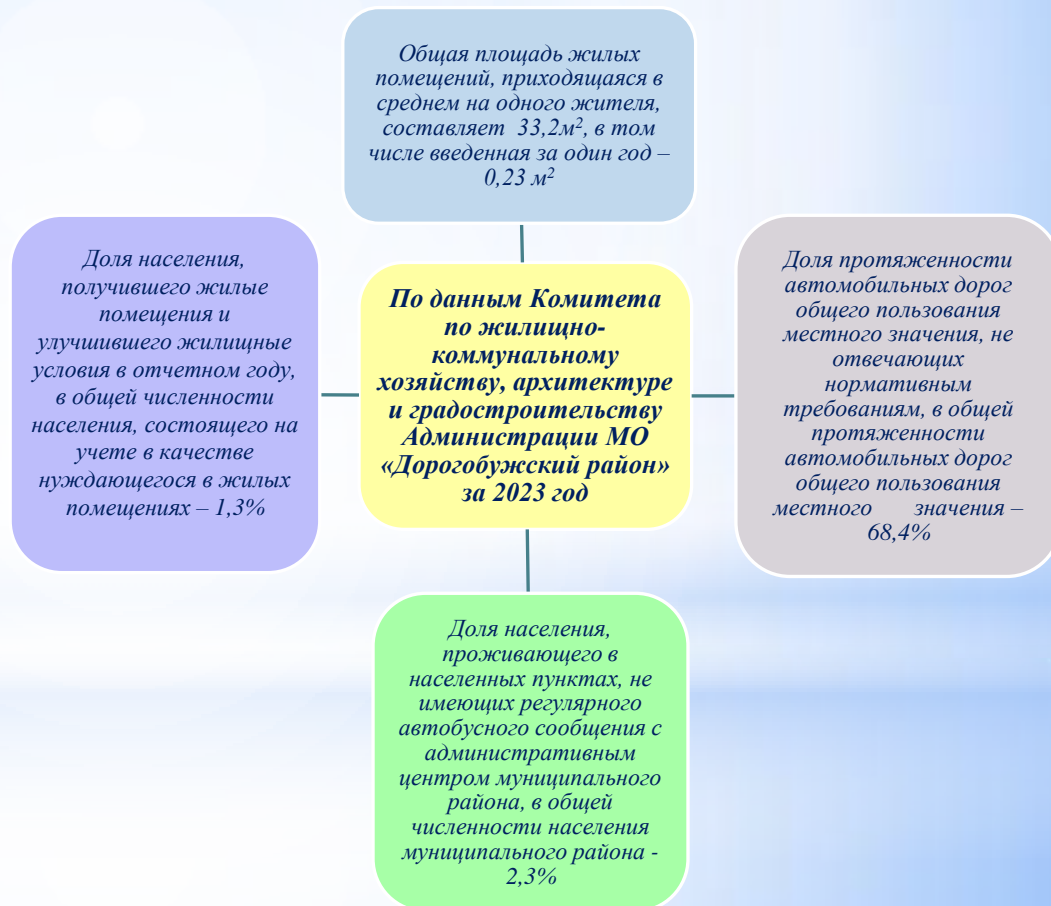 Общая площадь жилых
помещений, приходящаяся в
среднем на одного жителя,
составляет 33,2м², в том
числе введенная за один год –
0,23 м²
Доля населения,
получившего жилые
помещения и
улучшившего жилищные
условия в отчетном году,
в общей численности
населения, состоящего на
учете в качестве
нуждающегося в жилых
помещениях – 1,3%
По данным Комитета
по жилищно-
коммунальному
хозяйству, архитектуре
и градостроительству
Администрации МО
«Дорогобужский район»
за 2023 год
Доля протяженности
автомобильных дорог
общего пользования
местного значения, не
отвечающих
нормативным
требованиям, в общей
протяженности
автомобильных дорог
общего пользования
местного значения –
68,4%
Доля населения,
проживающего в
населенных пунктах, не
имеющих регулярного
автобусного сообщения с
административным
центром муниципального
района, в общей
численности населения
муниципального района -
2,3%